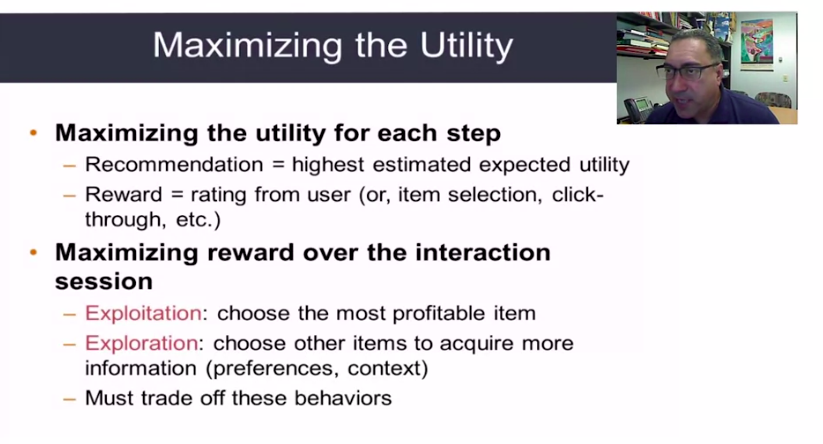 Maximizing the Utility
• Maximizing the utility for each step
– Recommendation = highest estimated expected utility
– Reward = rating from user (or, item selection, click-
through, etc.)
• Maximizing reward over the interaction
session
– Exploitation: choose the most profitable item
– Exploration: choose other items to acquire more
information (preferences, context)
– Must trade off these behaviors